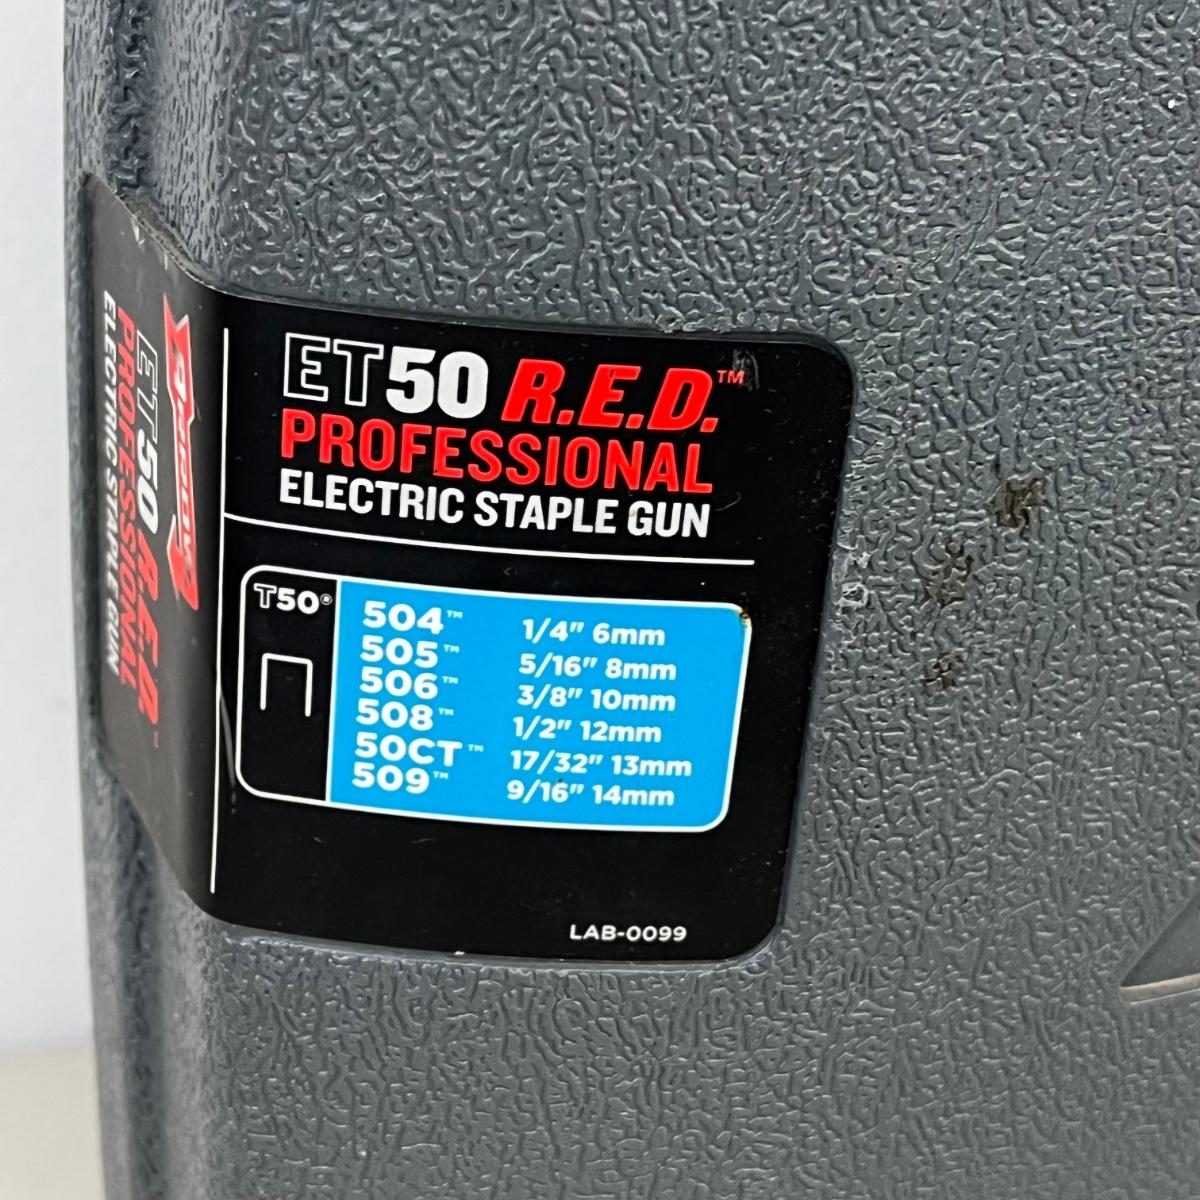 ET50 R.E.D.™
PROFESSIONAL
ELECTRIC STAPLE GUN
T50®
504™ 1/4" 6mm
505™ 5/16" 8mm
506™ 3/8" 10mm
508™ 1/2" 12mm
50CT™ 17/32" 13mm
509™ 9/16" 14mm
LAB-0099
Arrow
ET50 R.E.D.™
PROFESSIONAL
ELECTRIC STAPLE GUN